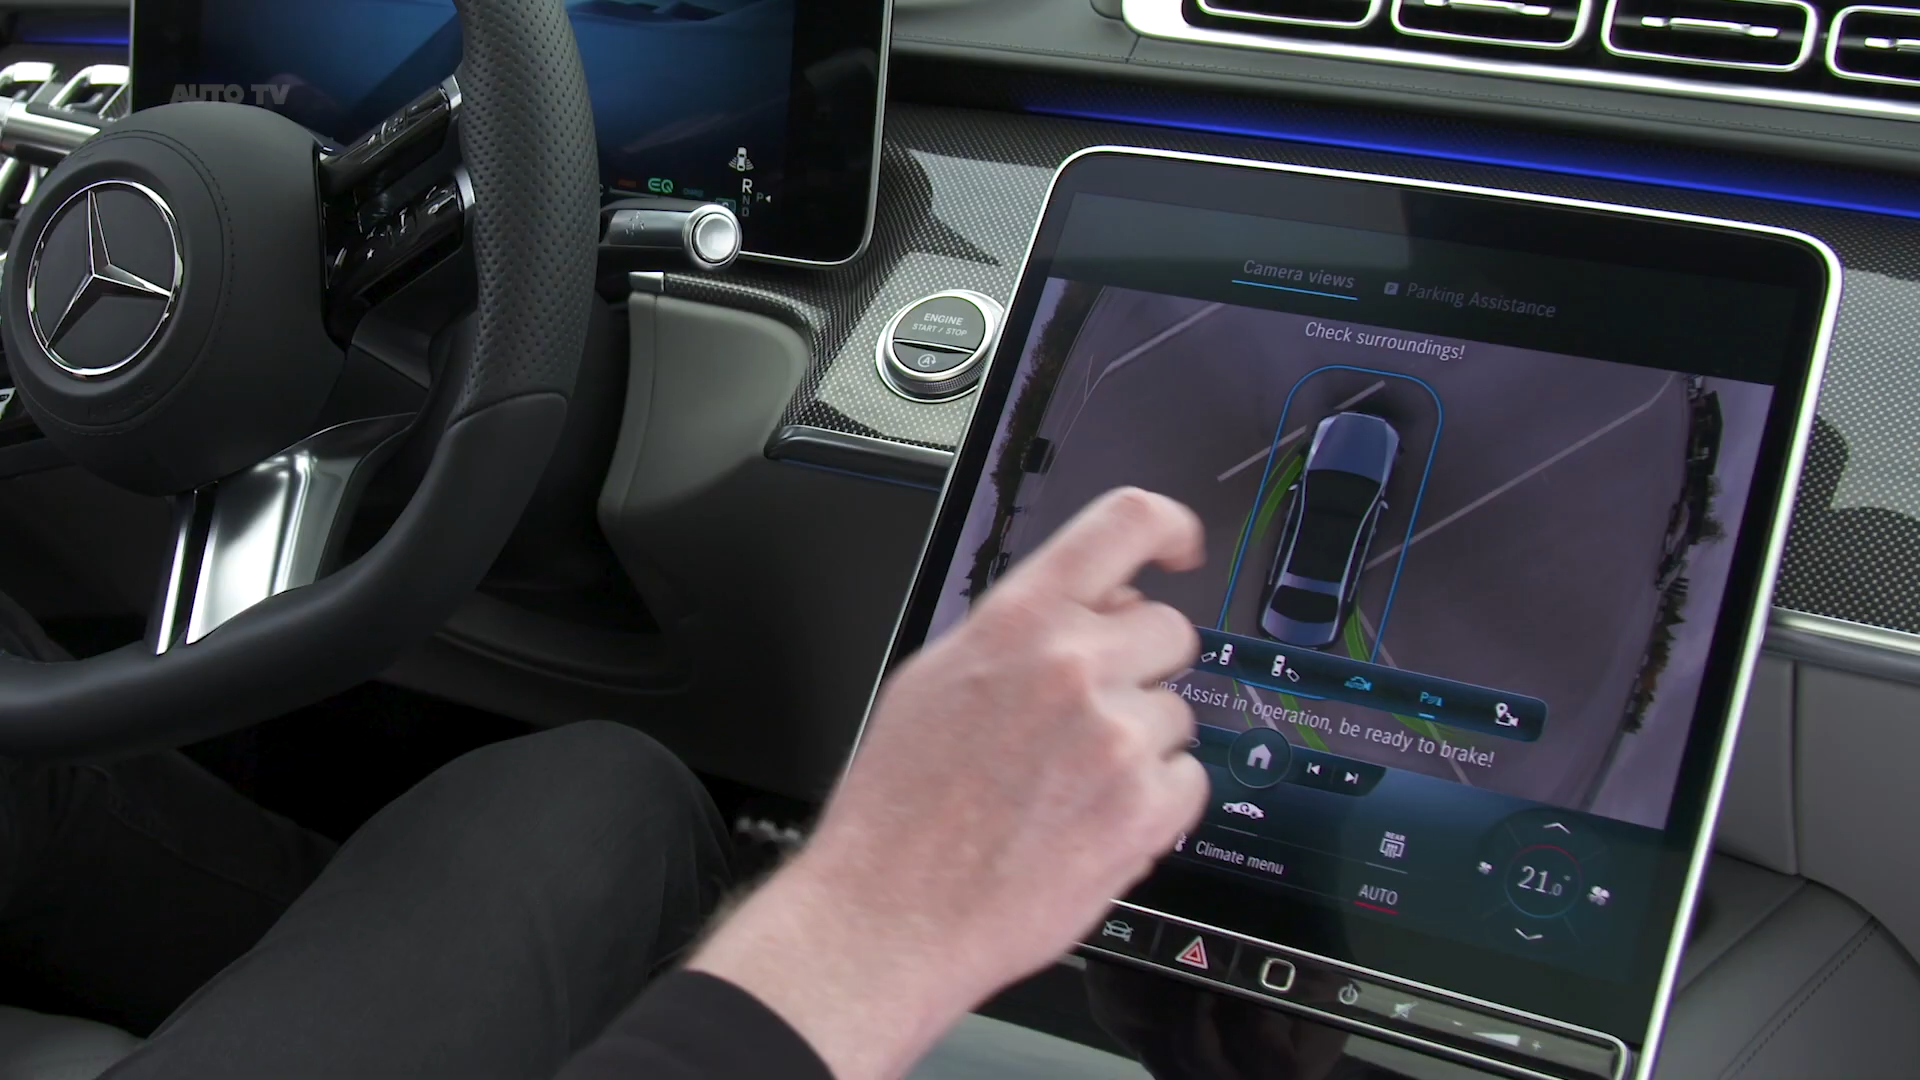 AUTO TV
EQ
R
N
D
P
ENGINE
START / STOP
A
Camera views
P Parking Assistance
Check surroundings!
Assist in operation, be ready to brake!
Climate menu
REAR
AUTO
21.0°